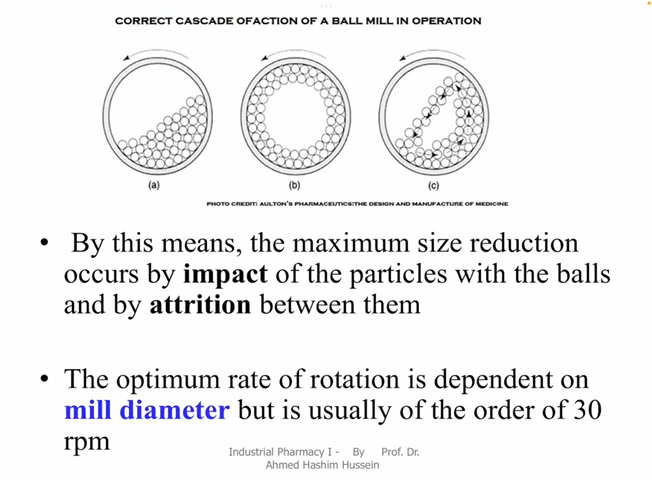 CORRECT CASCADE OFACTION OF A BALL MILL IN OPERATION
(a)
(b)
(c)
PHOTO CREDIT: AULTON'S PHARMACEUTICS:THE DESIGN AND MANUFACTURE OF MEDICINE
• By this means, the maximum size reduction
occurs by impact of the particles with the balls
and by attrition between them
• The optimum rate of rotation is dependent on
mill diameter but is usually of the order of 30
rpm
Industrial Pharmacy I - By Prof. Dr.
Ahmed Hashim Hussein